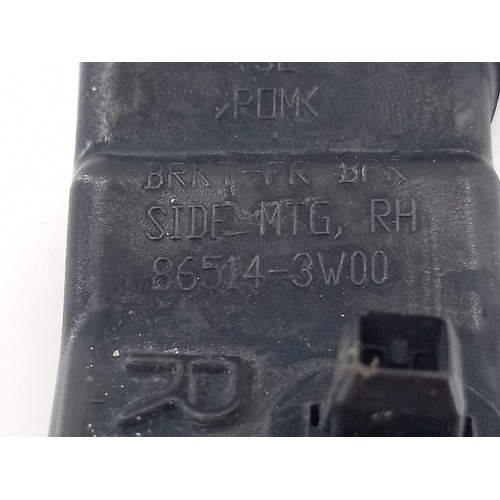 >POM<
BRKT-FR BPR
SIDE MTG, RH
86514-3W00
R